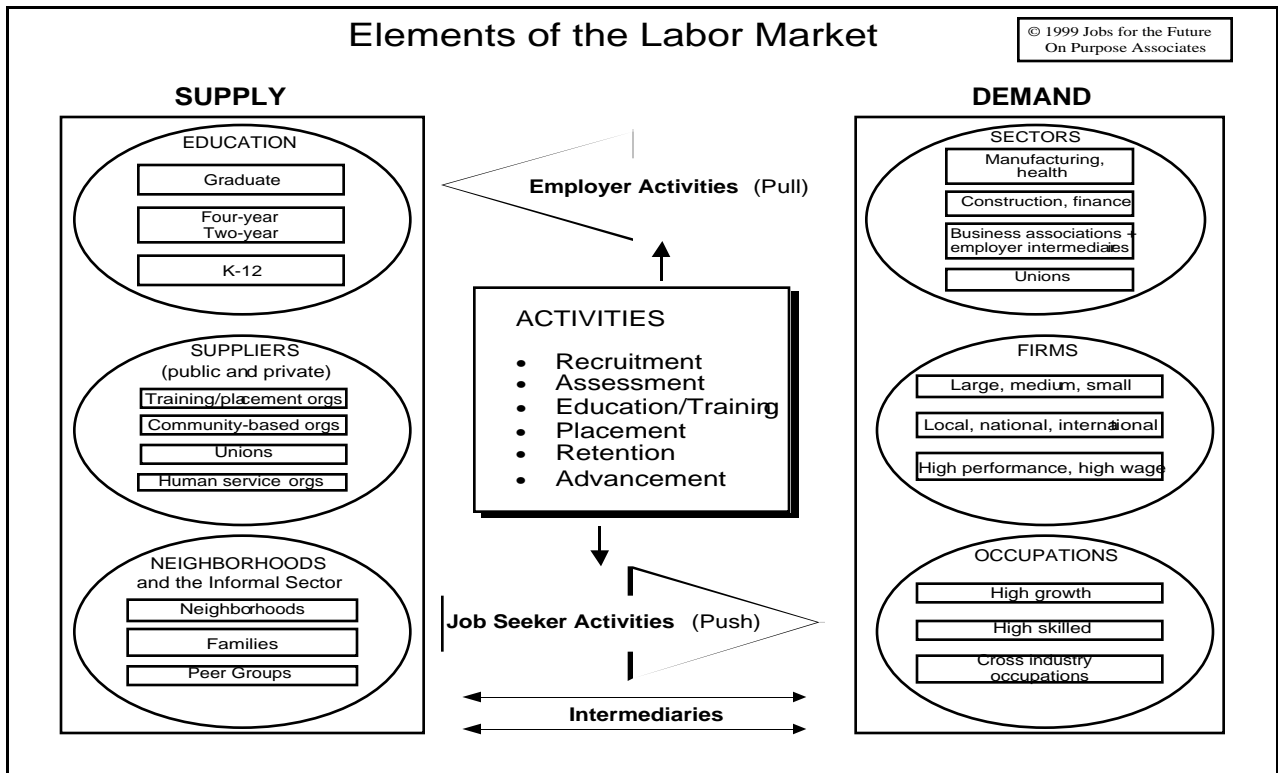 Elements of the Labor Market
© 1999 Jobs for the Future
On Purpose Associates
SUPPLY
EDUCATION
Graduate
Four-year
Two-year
K-12
SUPPLIERS
(public and private)
Training/placement orgs
Community-based orgs
Unions
Human service orgs
NEIGHBORHOODS
and the Informal Sector
Neighborhoods
Families
Peer Groups
Employer Activities (Pull)
ACTIVITIES
• Recruitment
• Assessment
• Education/Training
• Placement
• Retention
• Advancement
Job Seeker Activities (Push)
Intermediaries
DEMAND
SECTORS
Manufacturing,
health
Construction, finance
Business associations +
employer intermediaries
Unions
FIRMS
Large, medium, small
Local, national, international
High performance, high wage
OCCUPATIONS
High growth
High skilled
Cross industry
occupations